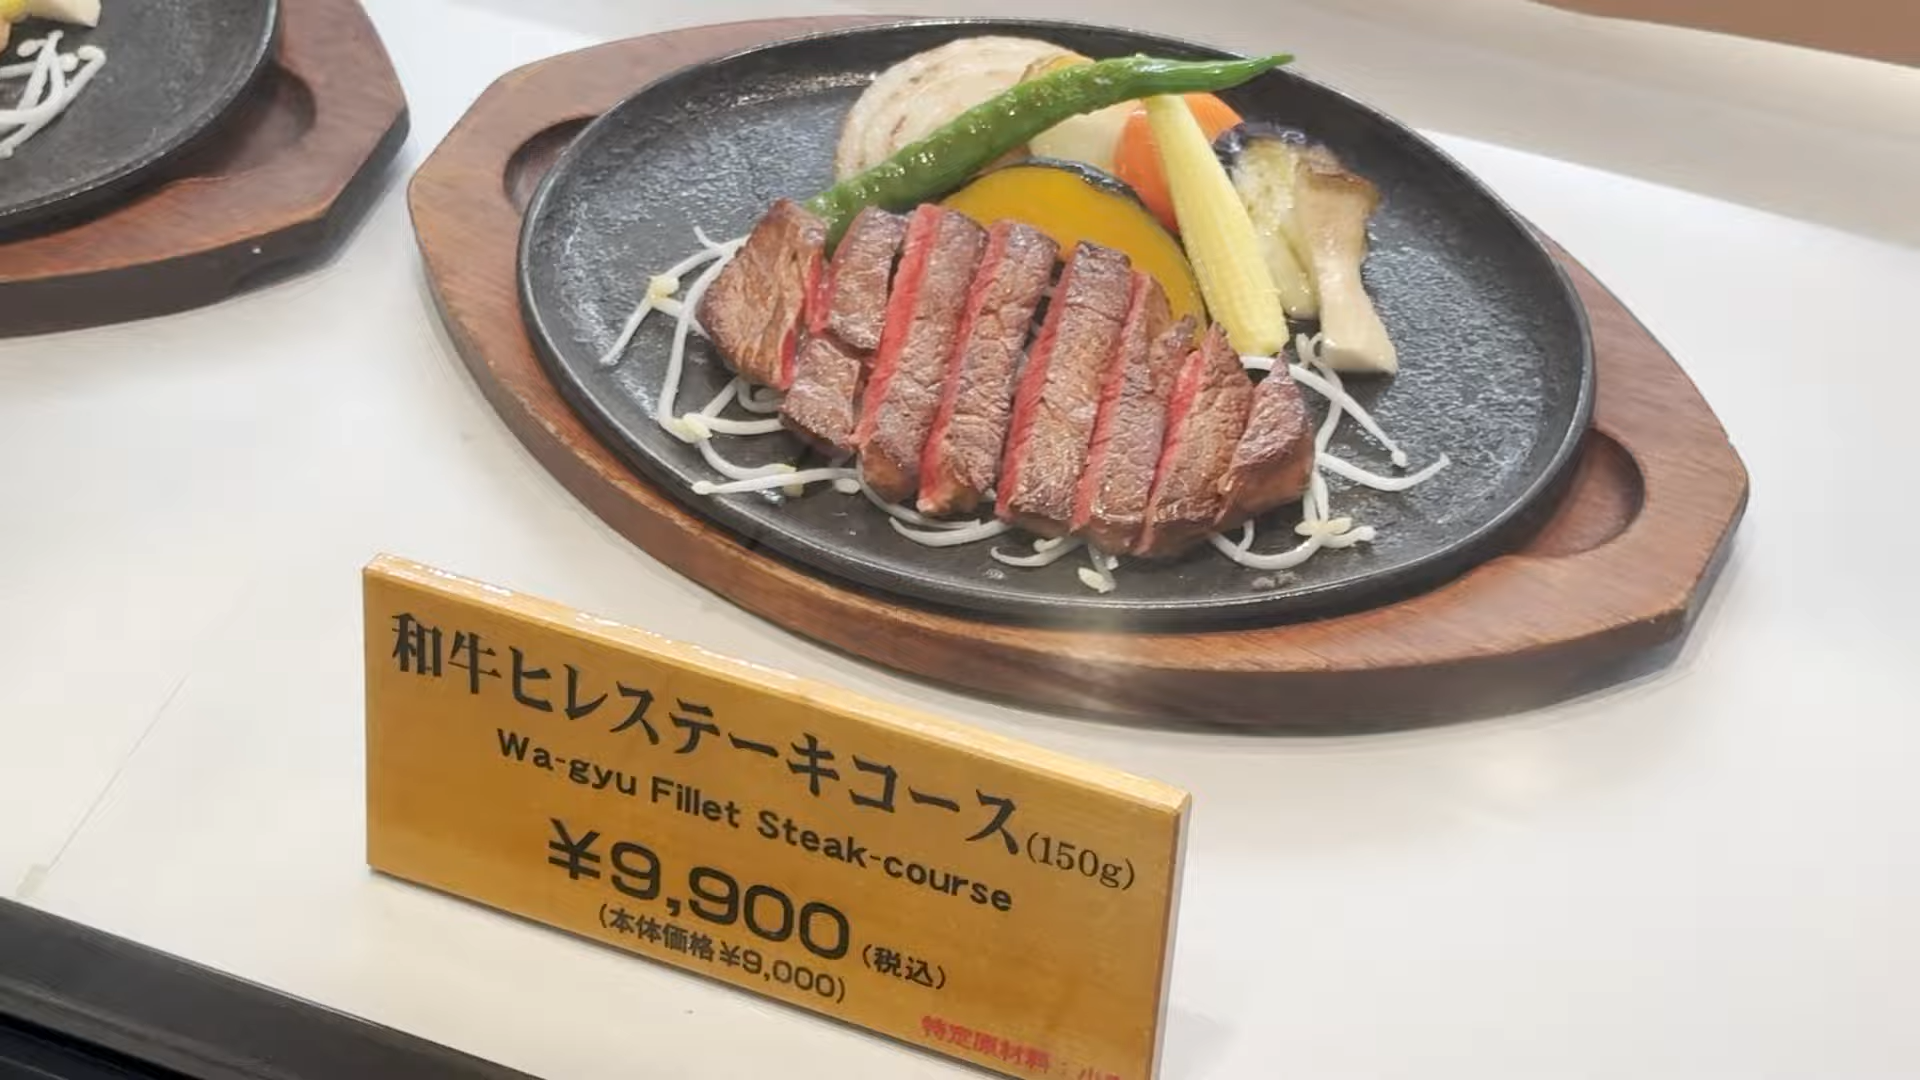 和牛ヒレステーキコース(150g)
Wa-gyu Fillet Steak-course
¥9,900(税込)
(本体価格¥9,000)
特定原材料：小